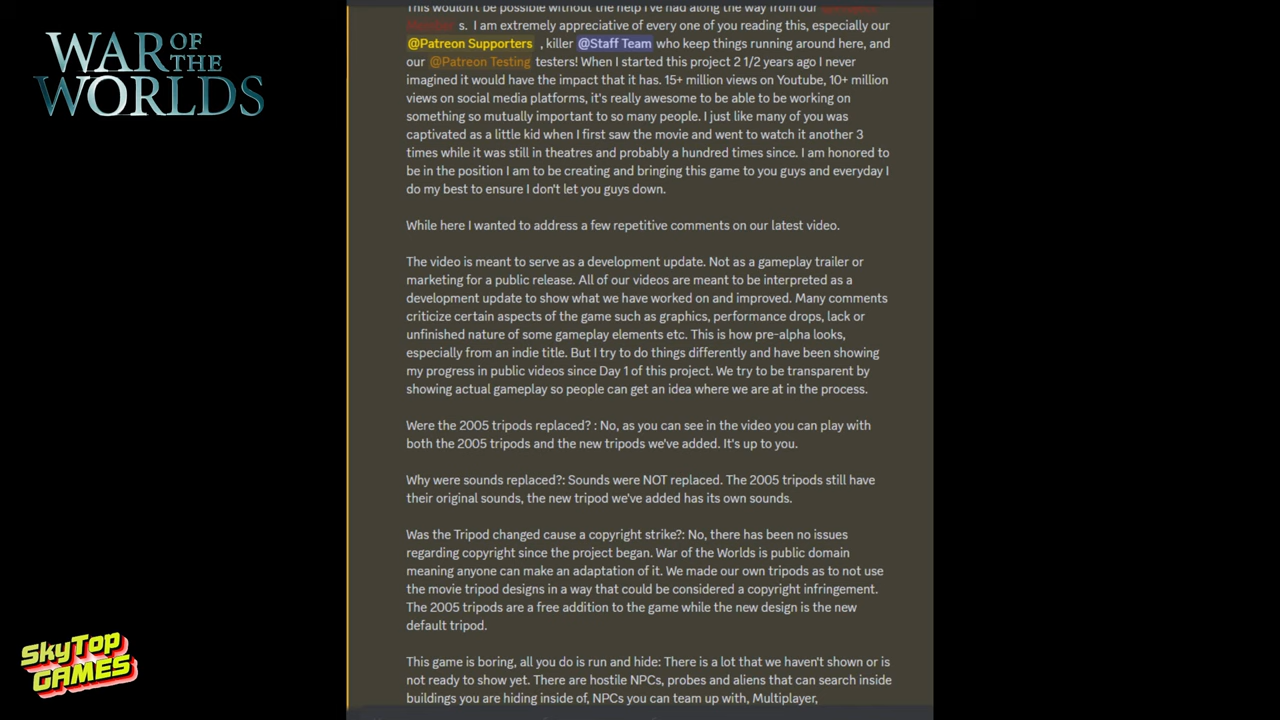 WAR OF THE WORLDS
This wouldn't be possible without the help I've had along the way from our
s. I am extremely appreciative of every one of you reading this, especially our
@Patreon Supporters , killer @Staff Team who keep things running around here, and
our @Patreon Testing testers! When I started this project 2 1/2 years ago I never
imagined it would have the impact that it has. 15+ million views on Youtube, 10+ million
views on social media platforms, it's really awesome to be able to be working on
something so mutually important to so many people. I just like many of you was
captivated as a little kid when I first saw the movie and went to watch it another 3
times while it was still in theatres and probably a hundred times since. I am honored to
be in the position I am to be creating and bringing this game to you guys and everyday I
do my best to ensure I don't let you guys down.
While here I wanted to address a few repetitive comments on our latest video.
The video is meant to serve as a development update. Not as a gameplay trailer or
marketing for a public release. All of our videos are meant to be interpreted as a
development update to show what we have worked on and improved. Many comments
criticize certain aspects of the game such as graphics, performance drops, lack or
unfinished nature of some gameplay elements etc. This is how pre-alpha looks,
especially from an indie title. But I try to do things differently and have been showing
my progress in public videos since Day 1 of this project. We try to be transparent by
showing actual gameplay so people can get an idea where we are at in the process.
Were the 2005 tripods replaced? : No, as you can see in the video you can play with
both the 2005 tripods and the new tripods we've added. It's up to you.
Why were sounds replaced?: Sounds were NOT replaced. The 2005 tripods still have
their original sounds, the new tripod we've added has its own sounds.
Was the Tripod changed cause a copyright strike?: No, there has been no issues
regarding copyright since the project began. War of the Worlds is public domain
meaning anyone can make an adaptation of it. We made our own tripods as to not use
the movie tripod designs in a way that could be considered a copyright infringement.
The 2005 tripods are a free addition to the game while the new design is the new
default tripod.
This game is boring, all you do is run and hide: There is a lot that we haven't shown or is
not ready to show yet. There are hostile NPCs, probes and aliens that can search inside
buildings you are hiding inside of, NPCs you can team up with, Multiplayer,
SKYTOP
GAMES